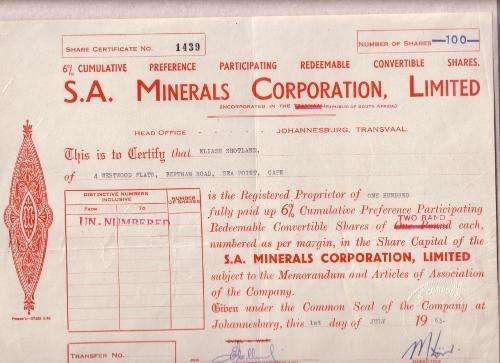 SHARE CERTIFICATE NO. 1439
NUMBER OF SHARES —100—
6% CUMULATIVE PREFERENCE PARTICIPATING REDEEMABLE CONVERTIBLE SHARES.
S.A. MINERALS CORPORATION, LIMITED
(INCORPORATED IN THE (REPUBLIC OF SOUTH AFRICA)
HEAD OFFICE - - - - JOHANNESBURG, TRANSVAAL
This is to Certify that ELIASH SHOTLAND,
of 4 WESTWOOD FLATS, BERTRAM ROAD, SEA POINT, CAPE
DISTINCTIVE NUMBERS INCLUSIVE
NUMBER OF SHARES
FROM TO
UN-NUMBERED
is the Registered Proprietor of ONE HUNDRED
fully paid up 6% Cumulative Preference Participating
TWO RAND
Redeemable Convertible Shares of One Pound each,
numbered as per margin, in the Share Capital of the
S.A. MINERALS CORPORATION, LIMITED
subject to the Memorandum and Articles of Association
of the Company.
Given under the Common Seal of the Company at
Johannesburg, this 1st day of JULY 1963.
TRANSFER NO.